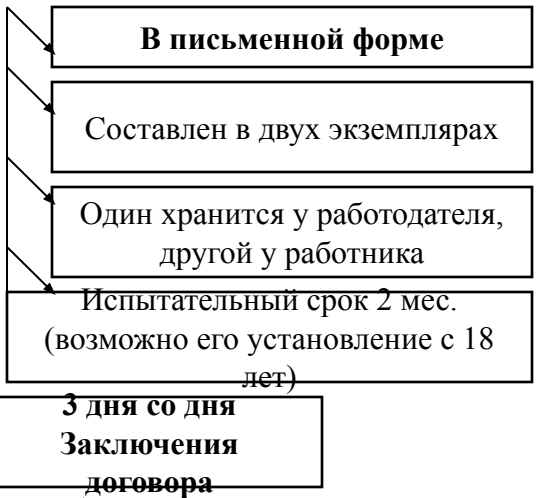 В письменной форме
Составлен в двух экземплярах
Один хранится у работодателя,
другой у работника
Испытательный срок 2 мес.
(возможно его установление с 18
лет)
3 дня со дня
Заключения
договора